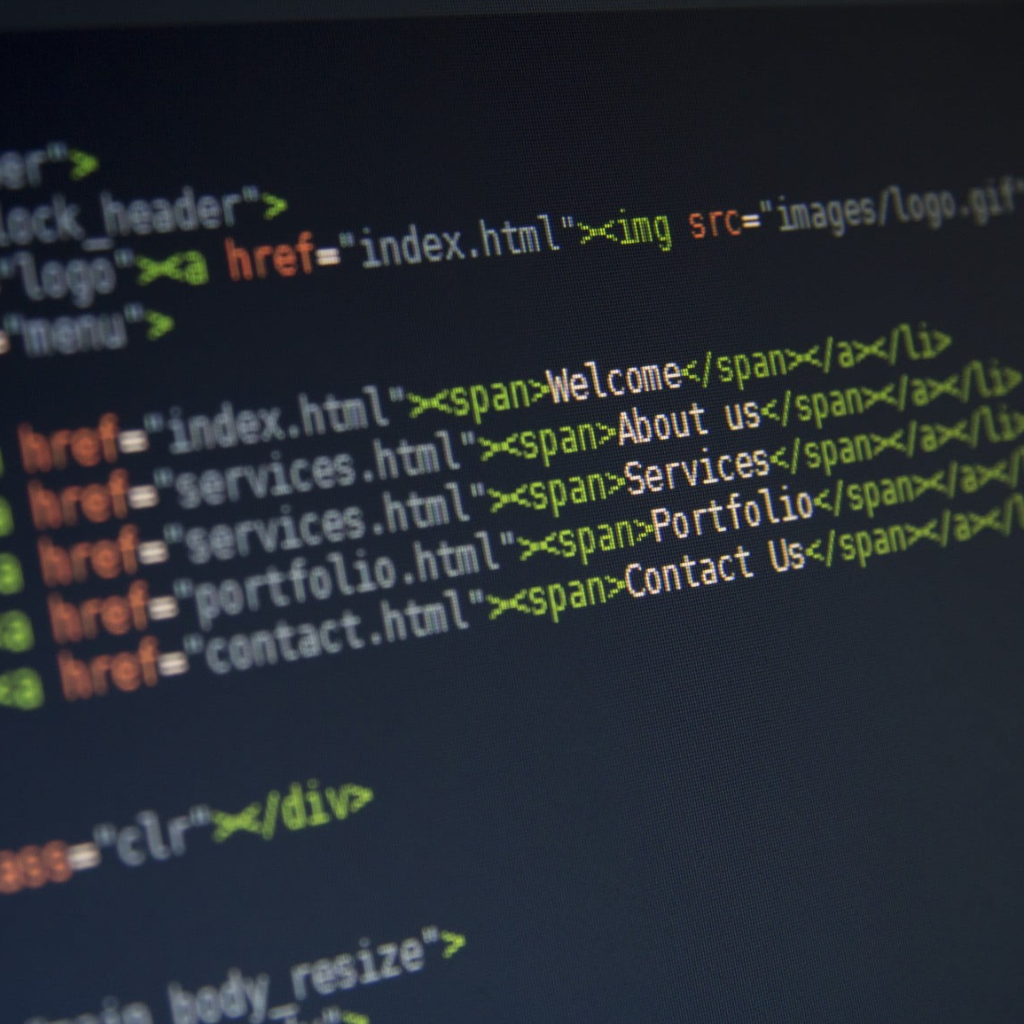 er">
lock_header">
"logo"><a href="index.html"><img src="images/logo.gif"
="menu">
href="index.html"><span>Welcome</span></a></li>
a href="services.html"><span>About us</span></a></li>
a href="services.html"><span>Services</span></a></li>
a href="portfolio.html"><span>Portfolio</span></a></l
<a href="contact.html"><span>Contact Us</span></a></l
ass="clr"></div>
body_resize">